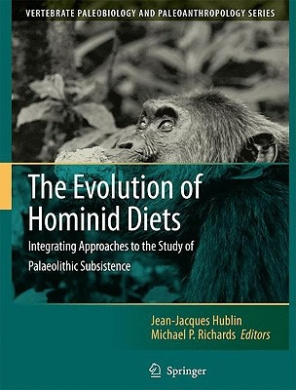 VERTEBRATE PALEOBIOLOGY AND PALEOANTHROPOLOGY SERIES
The Evolution of
Hominid Diets
Integrating Approaches to the Study of
Palaeolithic Subsistence
Jean-Jacques Hublin
Michael P. Richards Editors
Springer